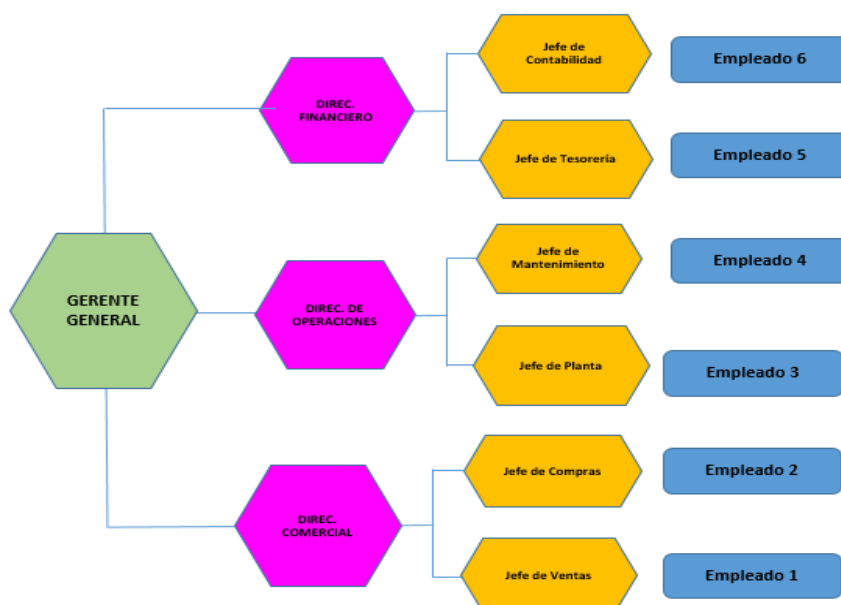 Jefe de
Contabilidad
Empleado 6
DIREC.
FINANCIERO
Jefe de Tesorería
Empleado 5
Jefe de
Mantenimiento
Empleado 4
GERENTE
GENERAL
DIREC. DE
OPERACIONES
Jefe de Planta
Empleado 3
Jefe de Compras
Empleado 2
DIREC.
COMERCIAL
Jefe de Ventas
Empleado 1